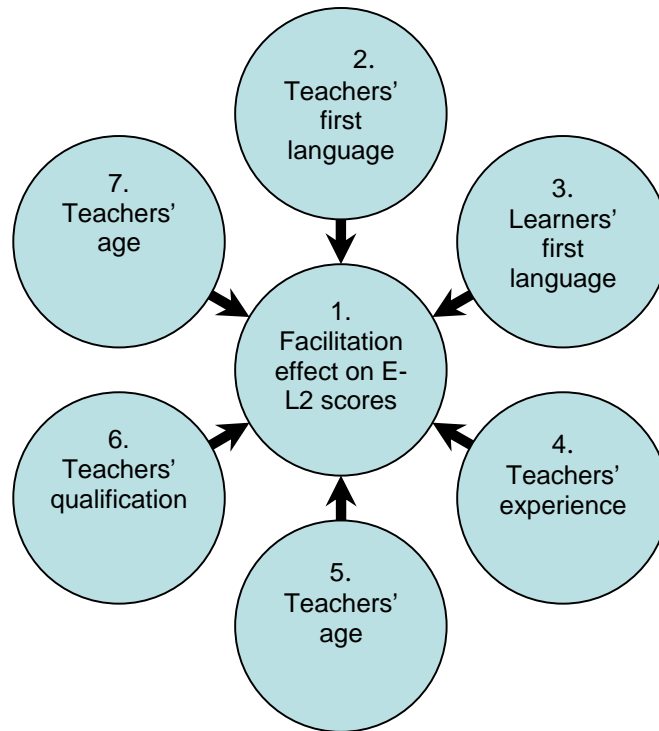 2.
Teachers’
first
language
7.
Teachers’
age
3.
Learners’
first
language
1.
Facilitation
effect on E-
L2 scores
6.
Teachers’
qualification
4.
Teachers’
experience
5.
Teachers’
age